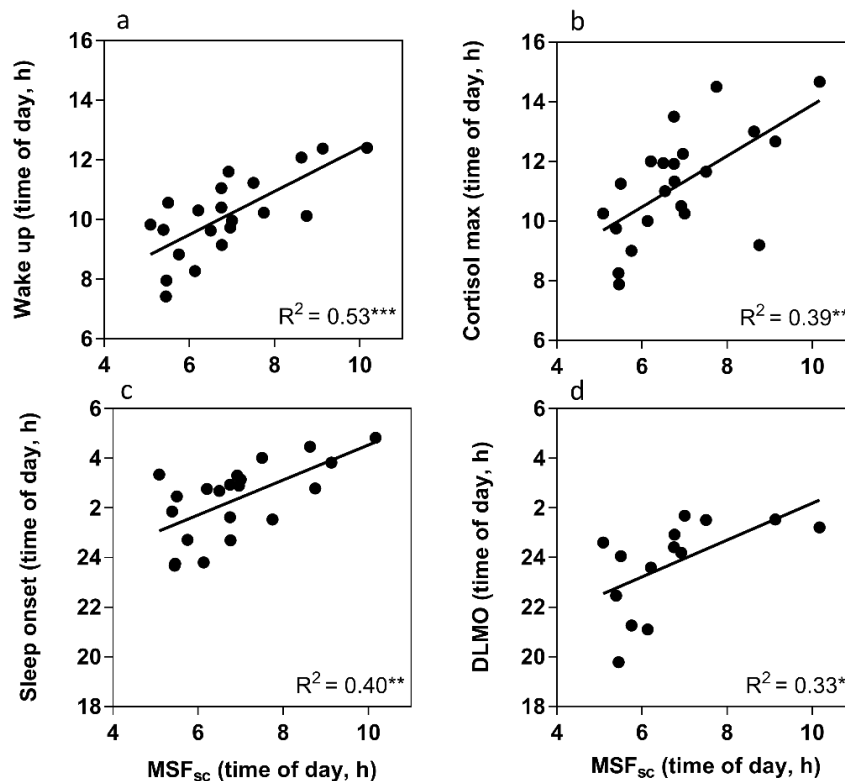 a
Wake up (time of day, h)
16
14
12
10
8
6
4 6 8 10
R² = 0.53***
b
Cortisol max (time of day, h)
16
14
12
10
8
6
4 6 8 10
R² = 0.39**
c
Sleep onset (time of day, h)
6
4
2
24
22
20
18
4 6 8 10
R² = 0.40**
MSFsc (time of day, h)
d
DLMO (time of day, h)
6
4
2
24
22
20
18
4 6 8 10
R² = 0.33*
MSFsc (time of day, h)